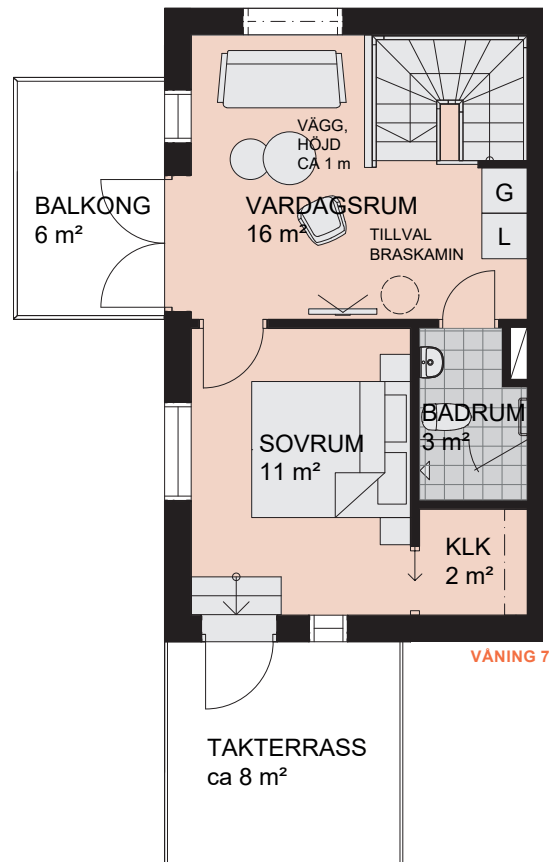 VÄGG,
HÖJD
CA 1 m
BALKONG
6 m²
VARDAGSRUM
16 m²
TILLVAL
BRASKAMIN
G
L
SOVRUM
11 m²
BADRUM
3 m²
KLK
2 m²
VÅNING 7
TAKTERRASS
ca 8 m²